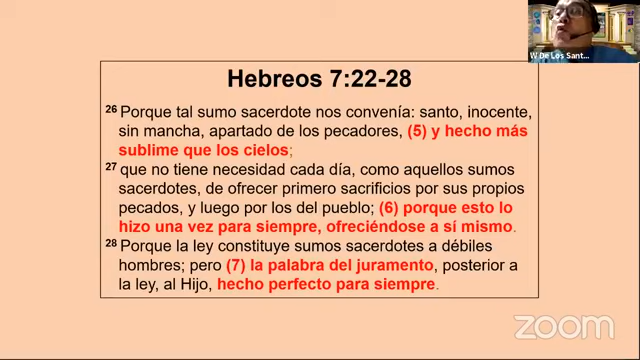 W De Los Sant...
Hebreos 7:22-28
26 Porque tal sumo sacerdote nos convenía: santo, inocente,
sin mancha, apartado de los pecadores, (5) y hecho más
sublime que los cielos;
27 que no tiene necesidad cada día, como aquellos sumos
sacerdotes, de ofrecer primero sacrificios por sus propios
pecados, y luego por los del pueblo; (6) porque esto lo
hizo una vez para siempre, ofreciéndose a sí mismo.
28 Porque la ley constituye sumos sacerdotes a débiles
hombres; pero (7) la palabra del juramento, posterior a
la ley, al Hijo, hecho perfecto para siempre.
zoom